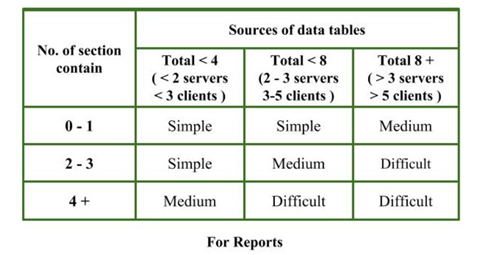 Sources of data tables
No. of section
contain
Total < 4
( < 2 servers
< 3 clients )
Total < 8
(2 - 3 servers
3-5 clients )
Total 8 +
( > 3 servers
> 5 clients )
0 - 1 Simple Simple Medium
2 - 3 Simple Medium Difficult
4 + Medium Difficult Difficult
For Reports